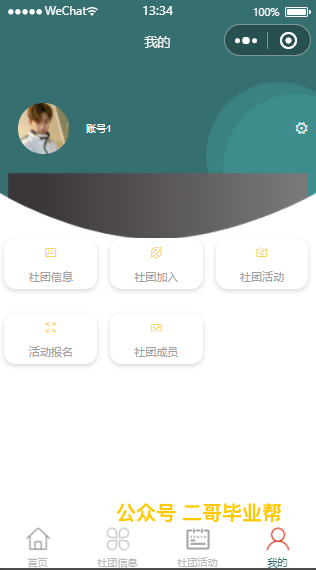 WeChat 13:34 100%
我的
账号1
社团信息 社团加入 社团活动
活动报名 社团成员
公众号 二哥毕业帮
首页 社团信息 社团活动 我的